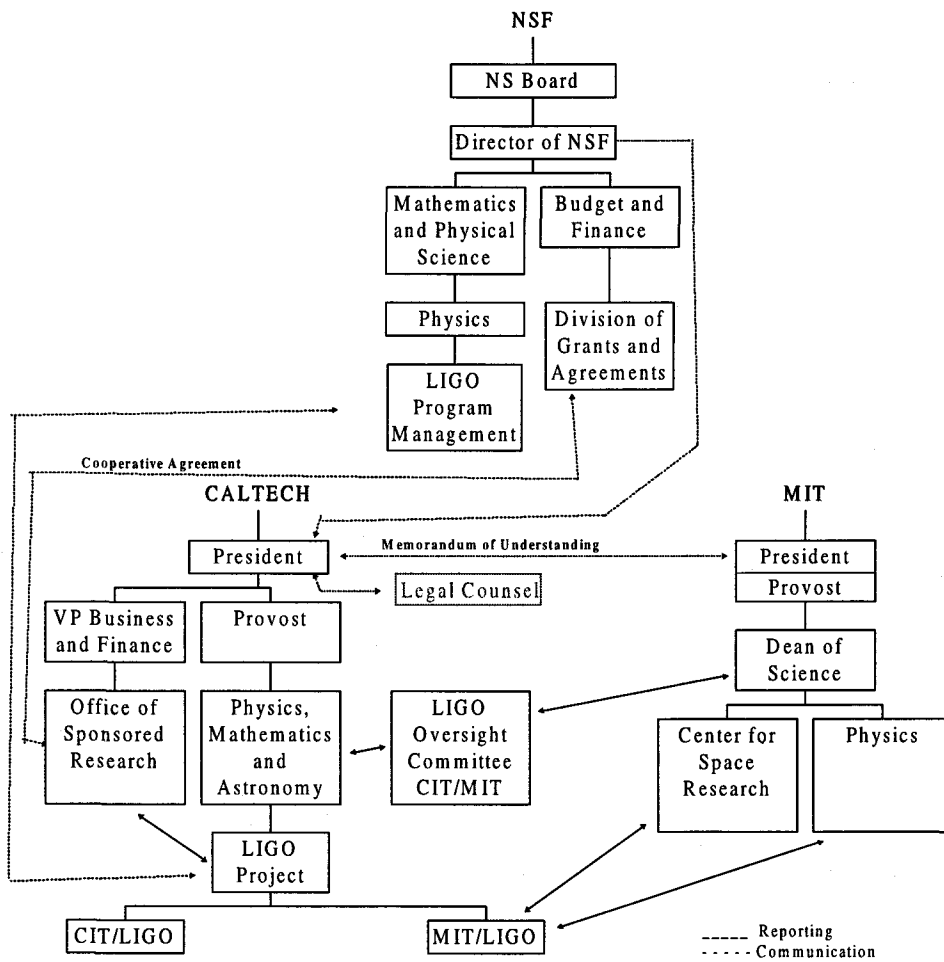 NSF
NS Board
Director of NSF
Mathematics
and Physical
Science
Budget and
Finance
Physics
Division of
Grants and
Agreements
LIGO
Program
Management
Cooperative Agreement
CALTECH
MIT
President
Memorandum of Understanding
President
Provost
Legal Counsel
VP Business
and Finance
Provost
Dean of
Science
Office of
Sponsored
Research
Physics,
Mathematics
and
Astronomy
LIGO
Oversight
Committee
CIT/MIT
Center for
Space
Research
Physics
LIGO
Project
CIT/LIGO
MIT/LIGO
Reporting
Communication